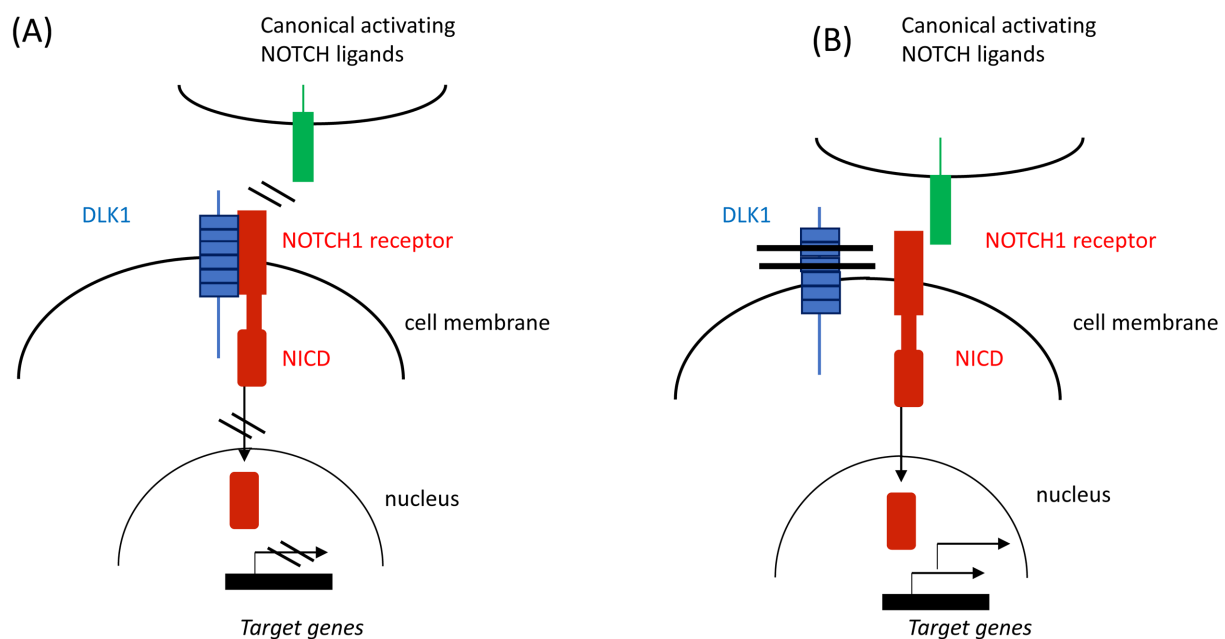 (A)
Canonical activating
NOTCH ligands
DLK1
NOTCH1 receptor
cell membrane
NICD
nucleus
Target genes
(B)
Canonical activating
NOTCH ligands
DLK1
NOTCH1 receptor
cell membrane
NICD
nucleus
Target genes